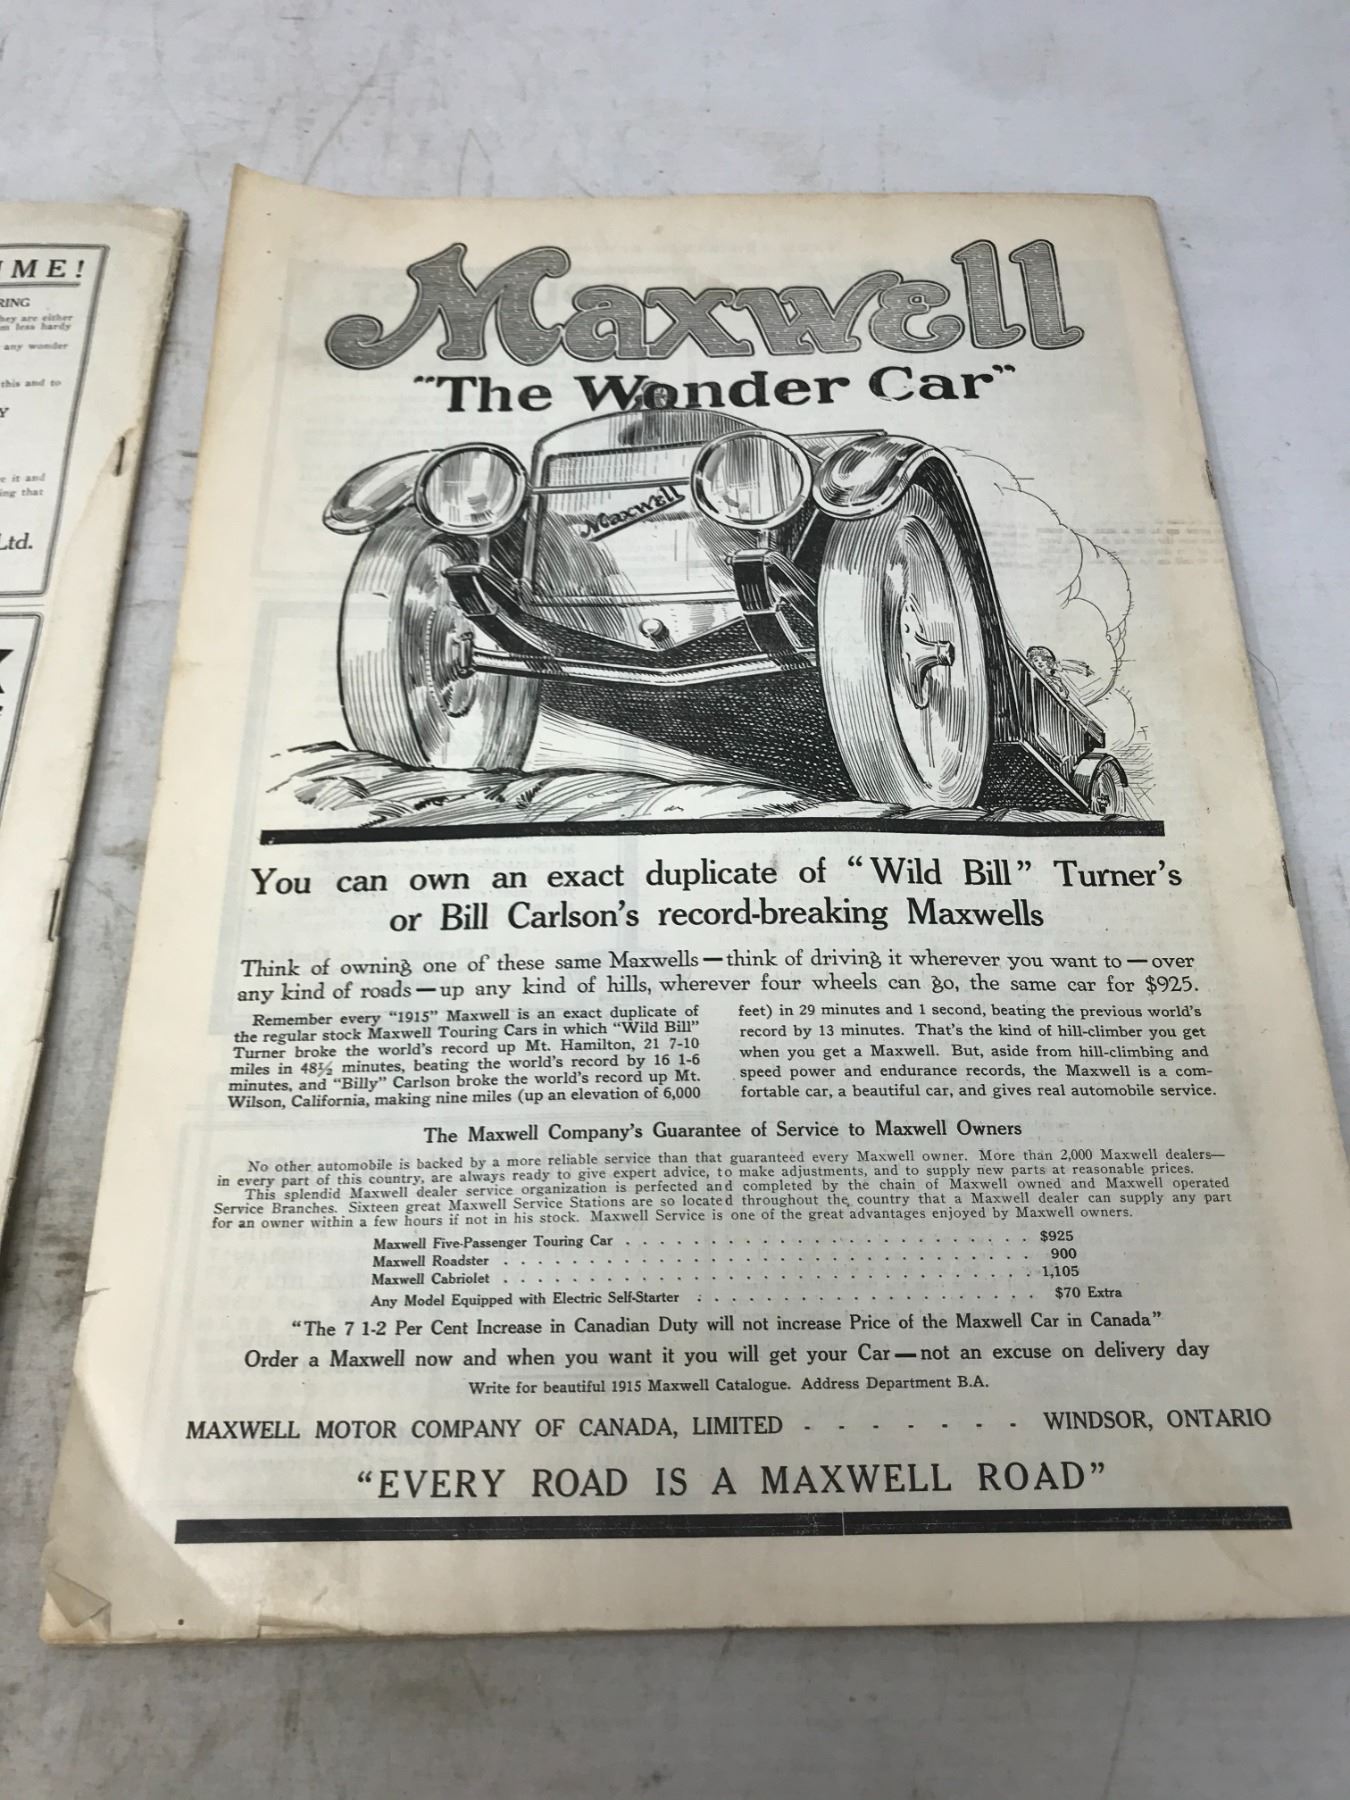 IME!
RING
hey are either
m less hardy
any wonder
this and to
Y
e it and
ing that
Ltd.
Maxwell
"The Wonder Car"
Maxwell
You can own an exact duplicate of "Wild Bill" Turner's
or Bill Carlson's record-breaking Maxwells
Think of owning one of these same Maxwells—think of driving it wherever you want to—over
any kind of roads—up any kind of hills, wherever four wheels can go, the same car for $925.
Remember every "1915" Maxwell is an exact duplicate of
the regular stock Maxwell Touring Cars in which "Wild Bill"
Turner broke the world's record up Mt. Hamilton, 21 7-10
miles in 48½ minutes, beating the world's record by 16 1-6
minutes, and "Billy" Carlson broke the world's record up Mt.
Wilson, California, making nine miles (up an elevation of 6,000
feet) in 29 minutes and 1 second, beating the previous world's
record by 13 minutes. That's the kind of hill-climber you get
when you get a Maxwell. But, aside from hill-climbing and
speed power and endurance records, the Maxwell is a com-
fortable car, a beautiful car, and gives real automobile service.
The Maxwell Company's Guarantee of Service to Maxwell Owners
No other automobile is backed by a more reliable service than that guaranteed every Maxwell owner. More than 2,000 Maxwell dealers—
in every part of this country, are always ready to give expert advice, to make adjustments, and to supply new parts at reasonable prices.
This splendid Maxwell dealer service organization is perfected and completed by the chain of Maxwell owned and Maxwell operated
Service Branches. Sixteen great Maxwell Service Stations are so located throughout the country that a Maxwell dealer can supply any part
for an owner within a few hours if not in his stock. Maxwell Service is one of the great advantages enjoyed by Maxwell owners.
Maxwell Five-Passenger Touring Car . . . . . . . . . . . . . . . . . . . $925
Maxwell Roadster . . . . . . . . . . . . . . . . . . . . . . . . . 900
Maxwell Cabriolet . . . . . . . . . . . . . . . . . . . . . . . . . 1,105
Any Model Equipped with Electric Self-Starter : . . . . . . . . . . . . . . . . $70 Extra
"The 7 1-2 Per Cent Increase in Canadian Duty will not increase Price of the Maxwell Car in Canada"
Order a Maxwell now and when you want it you will get your Car—not an excuse on delivery day
Write for beautiful 1915 Maxwell Catalogue. Address Department B.A.
MAXWELL MOTOR COMPANY OF CANADA, LIMITED - - - - - - - WINDSOR, ONTARIO
"EVERY ROAD IS A MAXWELL ROAD"